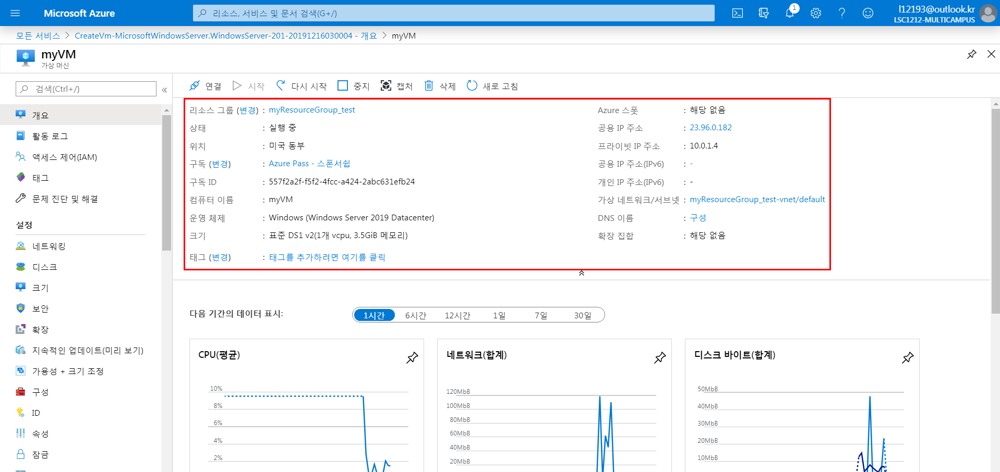 Microsoft Azure
리소스, 서비스 및 문서 검색(G+/)
1
l12193@outlook.kr
LSC1212-MULTICAMPUS
모든 서비스 > CreateVm-MicrosoftWindowsServer.WindowsServer-201-20191216030004 - 개요 > myVM
myVM
가상 머신
검색(Ctrl+/)
«
개요
활동 로그
액세스 제어(IAM)
태그
문제 진단 및 해결
설정
네트워킹
디스크
크기
보안
확장
지속적인 업데이트(미리 보기)
가용성 + 크기 조정
구성
ID
속성
잠금
연결 시작 다시 시작 중지 캡처 삭제 새로 고침
리소스 그룹 (변경) : myResourceGroup_test
상태 : 실행 중
위치 : 미국 동부
구독 (변경) : Azure Pass - 스폰서쉽
구독 ID : 557f2a2f-f5f2-4fcc-a424-2abc631efb24
컴퓨터 이름 : myVM
운영 체제 : Windows (Windows Server 2019 Datacenter)
크기 : 표준 DS1 v2(1개 vcpu, 3.5GiB 메모리)
태그 (변경) : 태그를 추가하려면 여기를 클릭
Azure 스폿 : 해당 없음
공용 IP 주소 : 23.96.0.182
프라이빗 IP 주소 : 10.0.1.4
공용 IP 주소(IPv6) : -
개인 IP 주소(IPv6) : -
가상 네트워크/서브넷 : myResourceGroup_test-vnet/default
DNS 이름 : 구성
확장 집합 : 해당 없음
다음 기간의 데이터 표시:
1시간 6시간 12시간 1일 7일 30일
CPU(평균)
10%
8%
6%
4%
2%
네트워크(합계)
120MbB
100MbB
80MbB
60MbB
40MbB
20MbB
디스크 바이트(합계)
50MbB
40MbB
30MbB
20MbB
10MbB